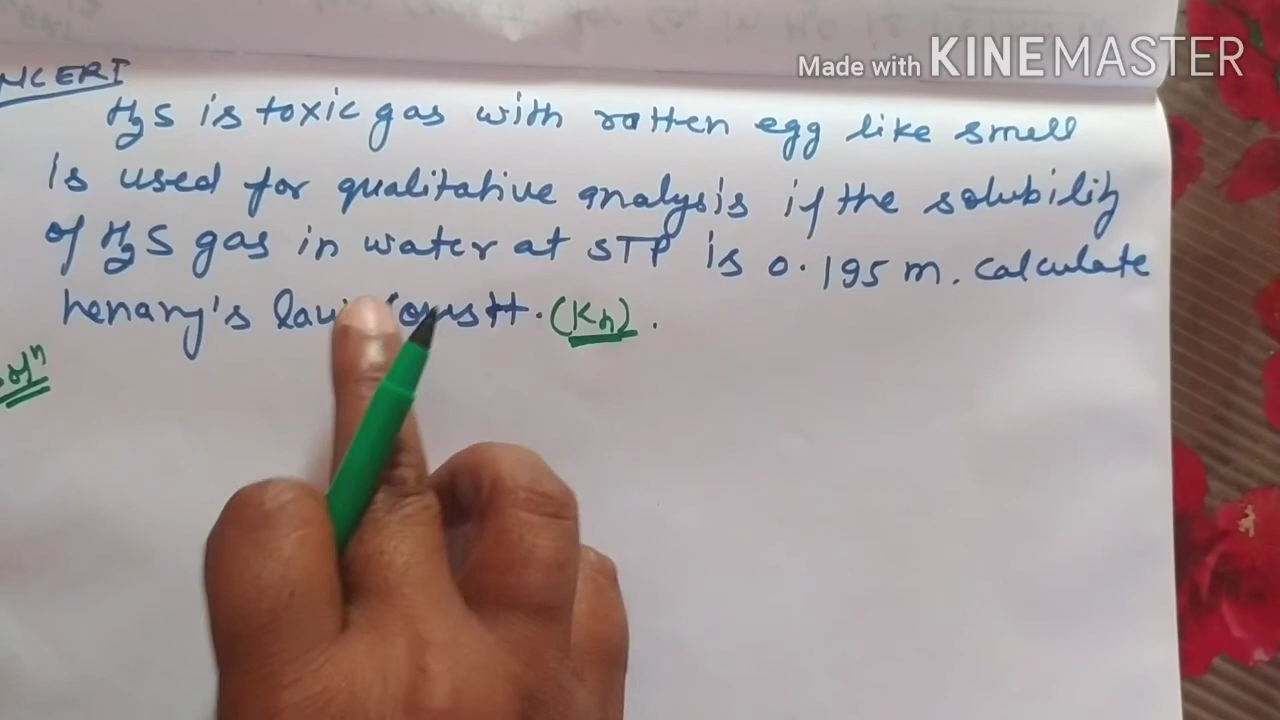 Made with KINEMASTER
NCERT
H2S is toxic gas with rotten egg like smell
is used for qualitative analysis if the solubility
of H2S gas in water at STP is 0.195 m. calculate
henary's law constt. (Kh).
Solⁿ